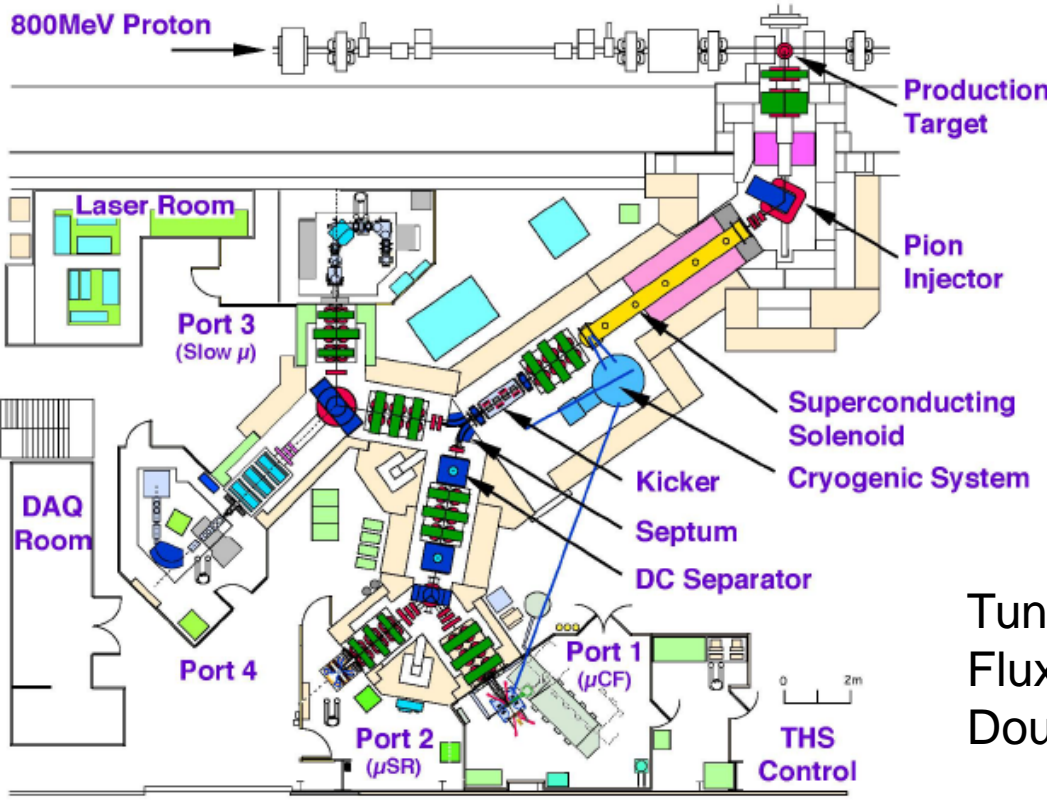 800MeV Proton
Production
Target
Laser Room
Pion
Injector
Port 3
(Slow µ)
Superconducting
Solenoid
Cryogenic System
Kicker
DAQ
Room
Septum
DC Separator
Port 4
Port 1
(µCF)
0 2m
Port 2
(µSR)
THS
Control
Tun
Flux
Dou